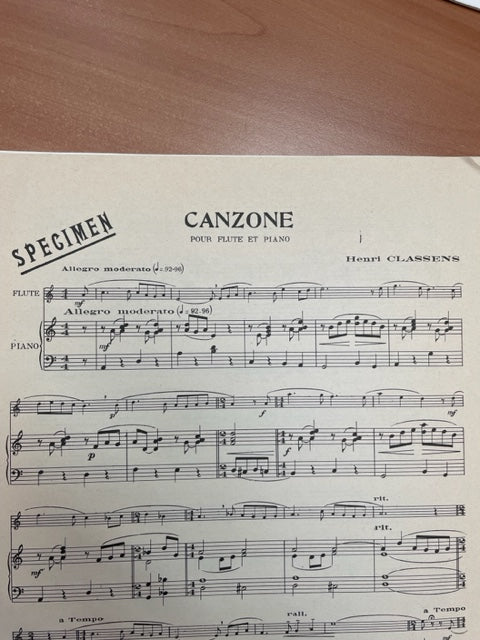 CANZONE
SPECIMEN
POUR FLUTE ET PIANO
Henri CLASSENS
Allegro moderato (♩=92-96)
FLUTE
mf
Allegro moderato (♩=92-96)
PIANO
mf
p
f
mf
p
f
rit.
rit.
mf
a Tempo
rall.
a Tempo